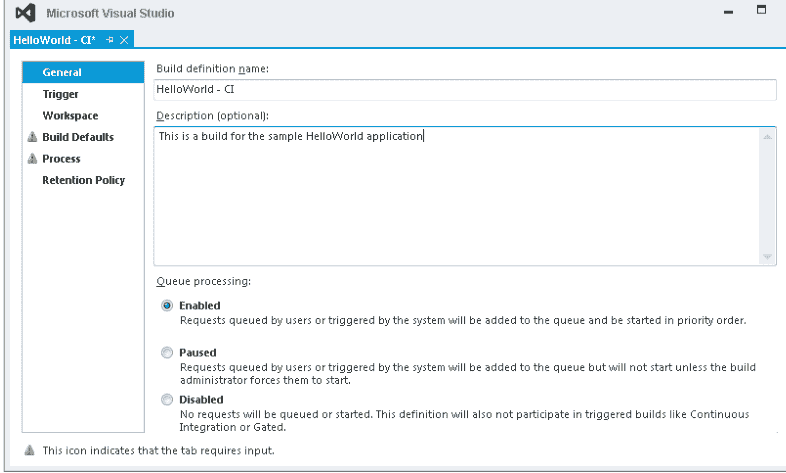 Microsoft Visual Studio
HelloWorld - CI*
General
Trigger
Workspace
Build Defaults
Process
Retention Policy
Build definition name:
HelloWorld - CI
Description (optional):
This is a build for the sample HelloWorld application
Queue processing:
Enabled
Requests queued by users or triggered by the system will be added to the queue and be started in priority order.
Paused
Requests queued by users or triggered by the system will be added to the queue but will not start unless the build
administrator forces them to start.
Disabled
No requests will be queued or started. This definition will also not participate in triggered builds like Continuous
Integration or Gated.
This icon indicates that the tab requires input.